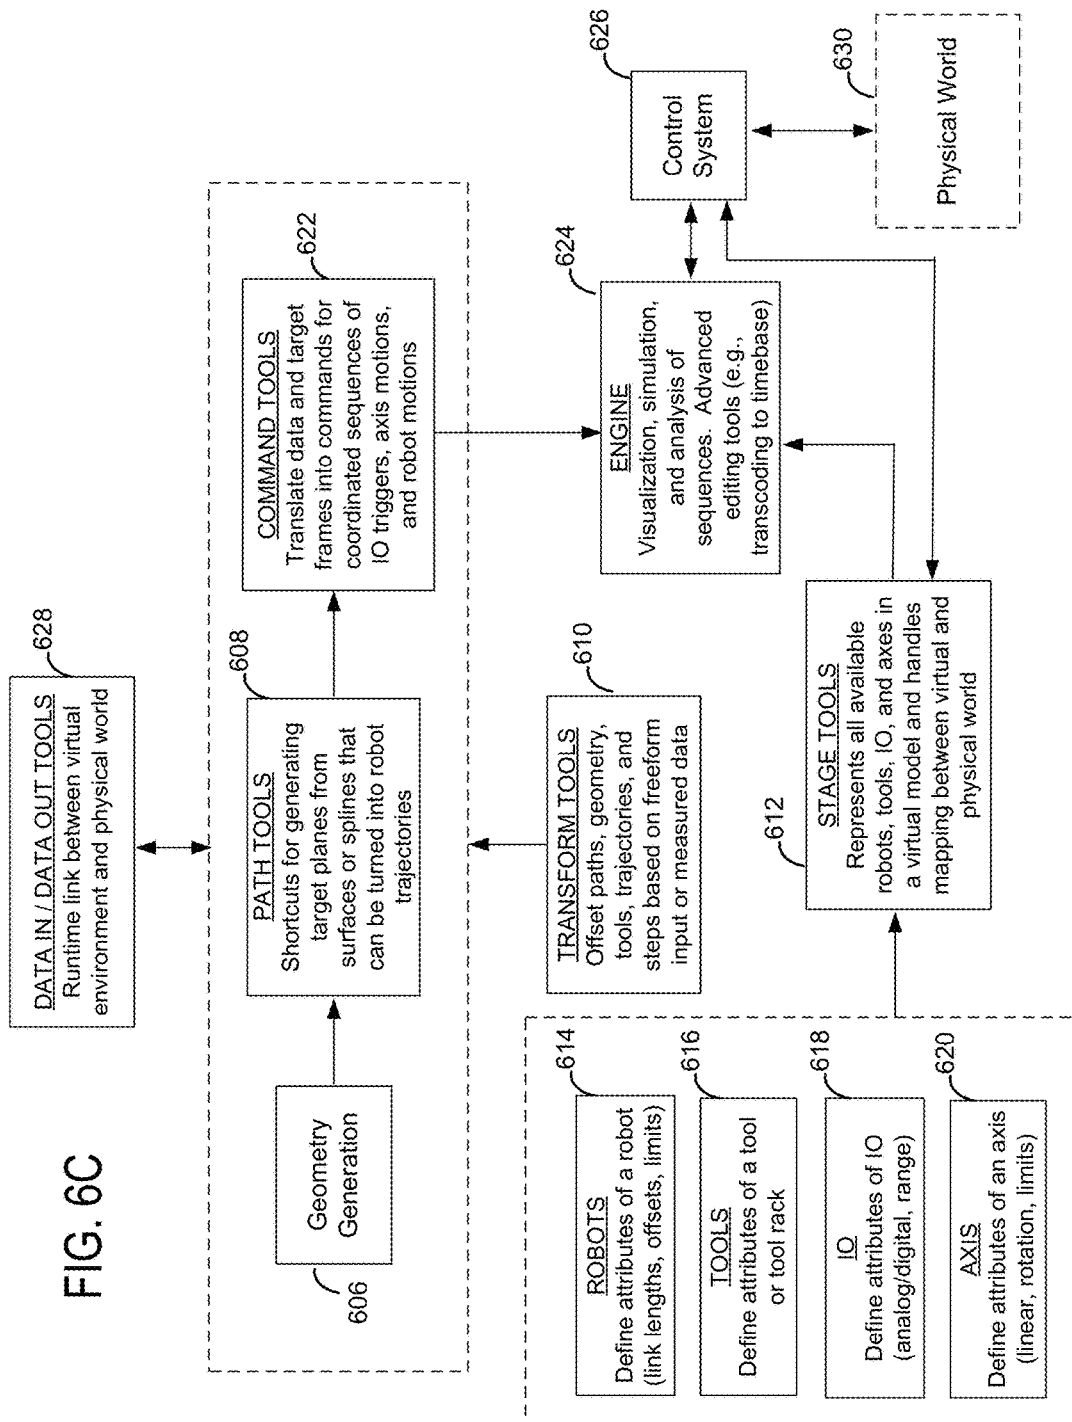 FIG. 6C
DATA IN / DATA OUT TOOLS
Runtime link between virtual
environment and physical world
628
Geometry
Generation
606
PATH TOOLS
Shortcuts for generating
target planes from
surfaces or splines that
can be turned into robot
trajectories
608
COMMAND TOOLS
Translate data and target
frames into commands for
coordinated sequences of
IO triggers, axis motions,
and robot motions
622
TRANSFORM TOOLS
Offset paths, geometry,
tools, trajectories, and
steps based on freeform
input or measured data
610
ENGINE
Visualization, simulation,
and analysis of
sequences. Advanced
editing tools (e.g.,
transcoding to timebase)
624
Control
System
626
Physical World
630
ROBOTS
Define attributes of a robot
(link lengths, offsets, limits)
614
TOOLS
Define attributes of a tool
or tool rack
616
IO
Define attributes of IO
(analog/digital, range)
618
AXIS
Define attributes of an axis
(linear, rotation, limits)
620
STAGE TOOLS
Represents all available
robots, tools, IO, and axes in
a virtual model and handles
mapping between virtual and
physical world
612